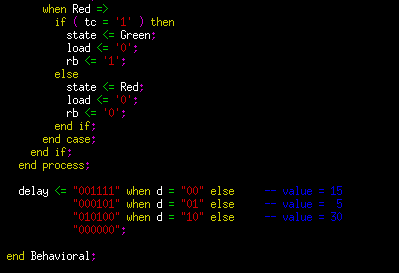 when Red =>
if ( tc = '1' ) then
state <= Green;
load <= '0';
rb <= '1';
else
state <= Red;
load <= '0';
rb <= '0';
end if;
end case;
end if;
end process;
delay <= "001111" when d = "00" else -- value = 15
"000101" when d = "01" else -- value = 5
"010100" when d = "10" else -- value = 30
"000000";
end Behavioral;